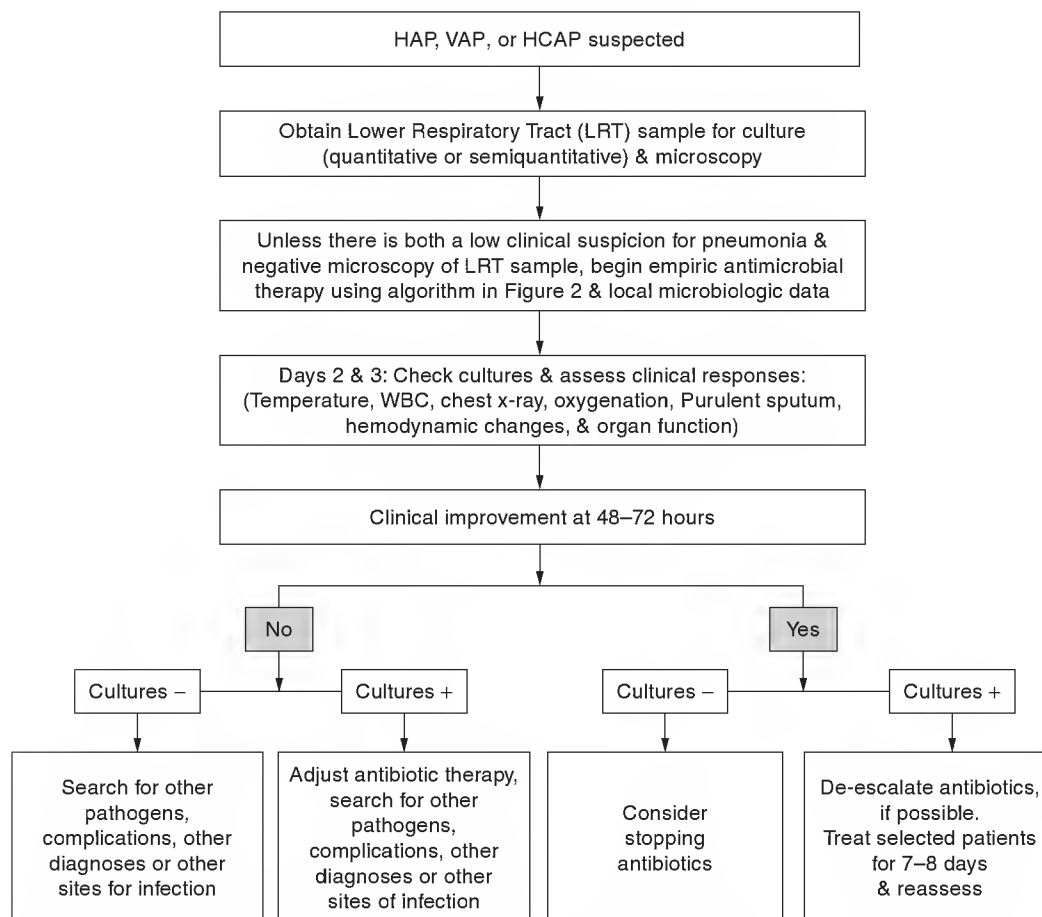 HAP, VAP, or HCAP suspected
Obtain Lower Respiratory Tract (LRT) sample for culture
(quantitative or semiquantitative) & microscopy
Unless there is both a low clinical suspicion for pneumonia &
negative microscopy of LRT sample, begin empiric antimicrobial
therapy using algorithm in Figure 2 & local microbiologic data
Days 2 & 3: Check cultures & assess clinical responses:
(Temperature, WBC, chest x-ray, oxygenation, Purulent sputum,
hemodynamic changes, & organ function)
Clinical improvement at 48–72 hours
No
Yes
Cultures –
Cultures +
Cultures –
Cultures +
Search for other
pathogens,
complications, other
diagnoses or other
sites for infection
Adjust antibiotic therapy,
search for other
pathogens,
complications, other
diagnoses or other
sites of infection
Consider
stopping
antibiotics
De-escalate antibiotics,
if possible.
Treat selected patients
for 7–8 days
& reassess